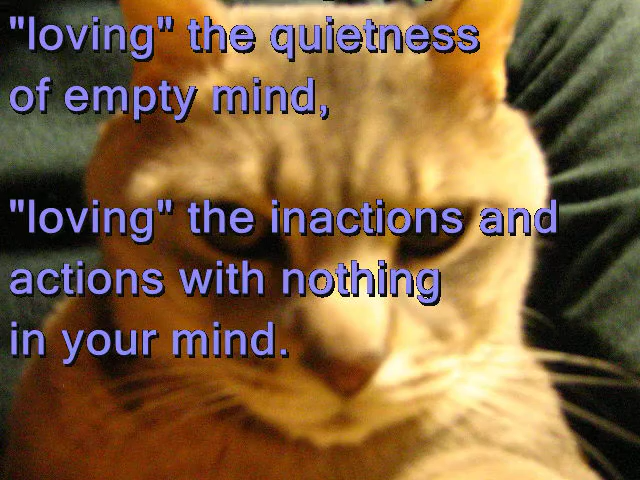 "loving" the quietness
of empty mind,
"loving" the inactions and
actions with nothing
in your mind.